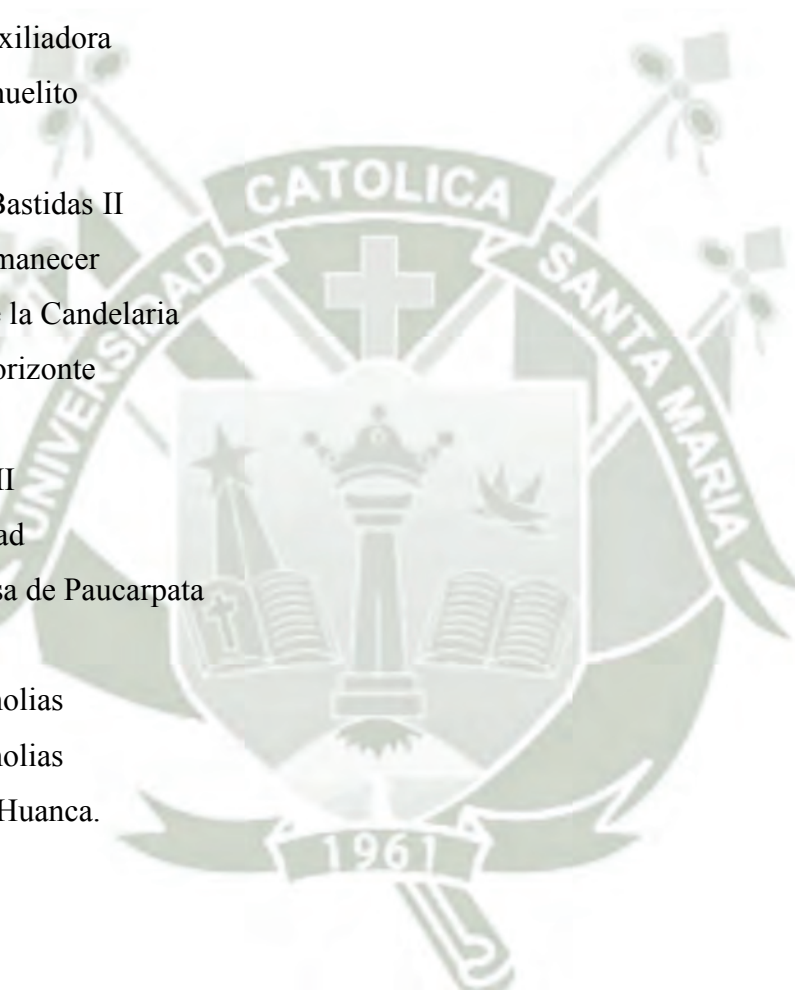 xiliadora
uelito
Bastidas II
manecer
e la Candelaria
orizonte
II
ad
sa de Paucarpata
nolias
nolias
Huanca.
UNIVERSIDAD CATOLICA SANTA MARIA
1961